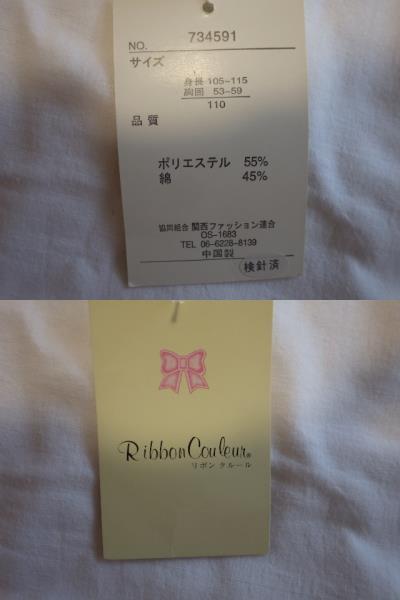 NO. 734591
サイズ
身長 105-115
胸囲 53-59
110
品質
ポリエステル 55%
綿 45%
協同組合 関西ファッション連合
OS-1683
TEL 06-6228-8139
中国製
検針済
Ribbon Couleur®
リボン クルール